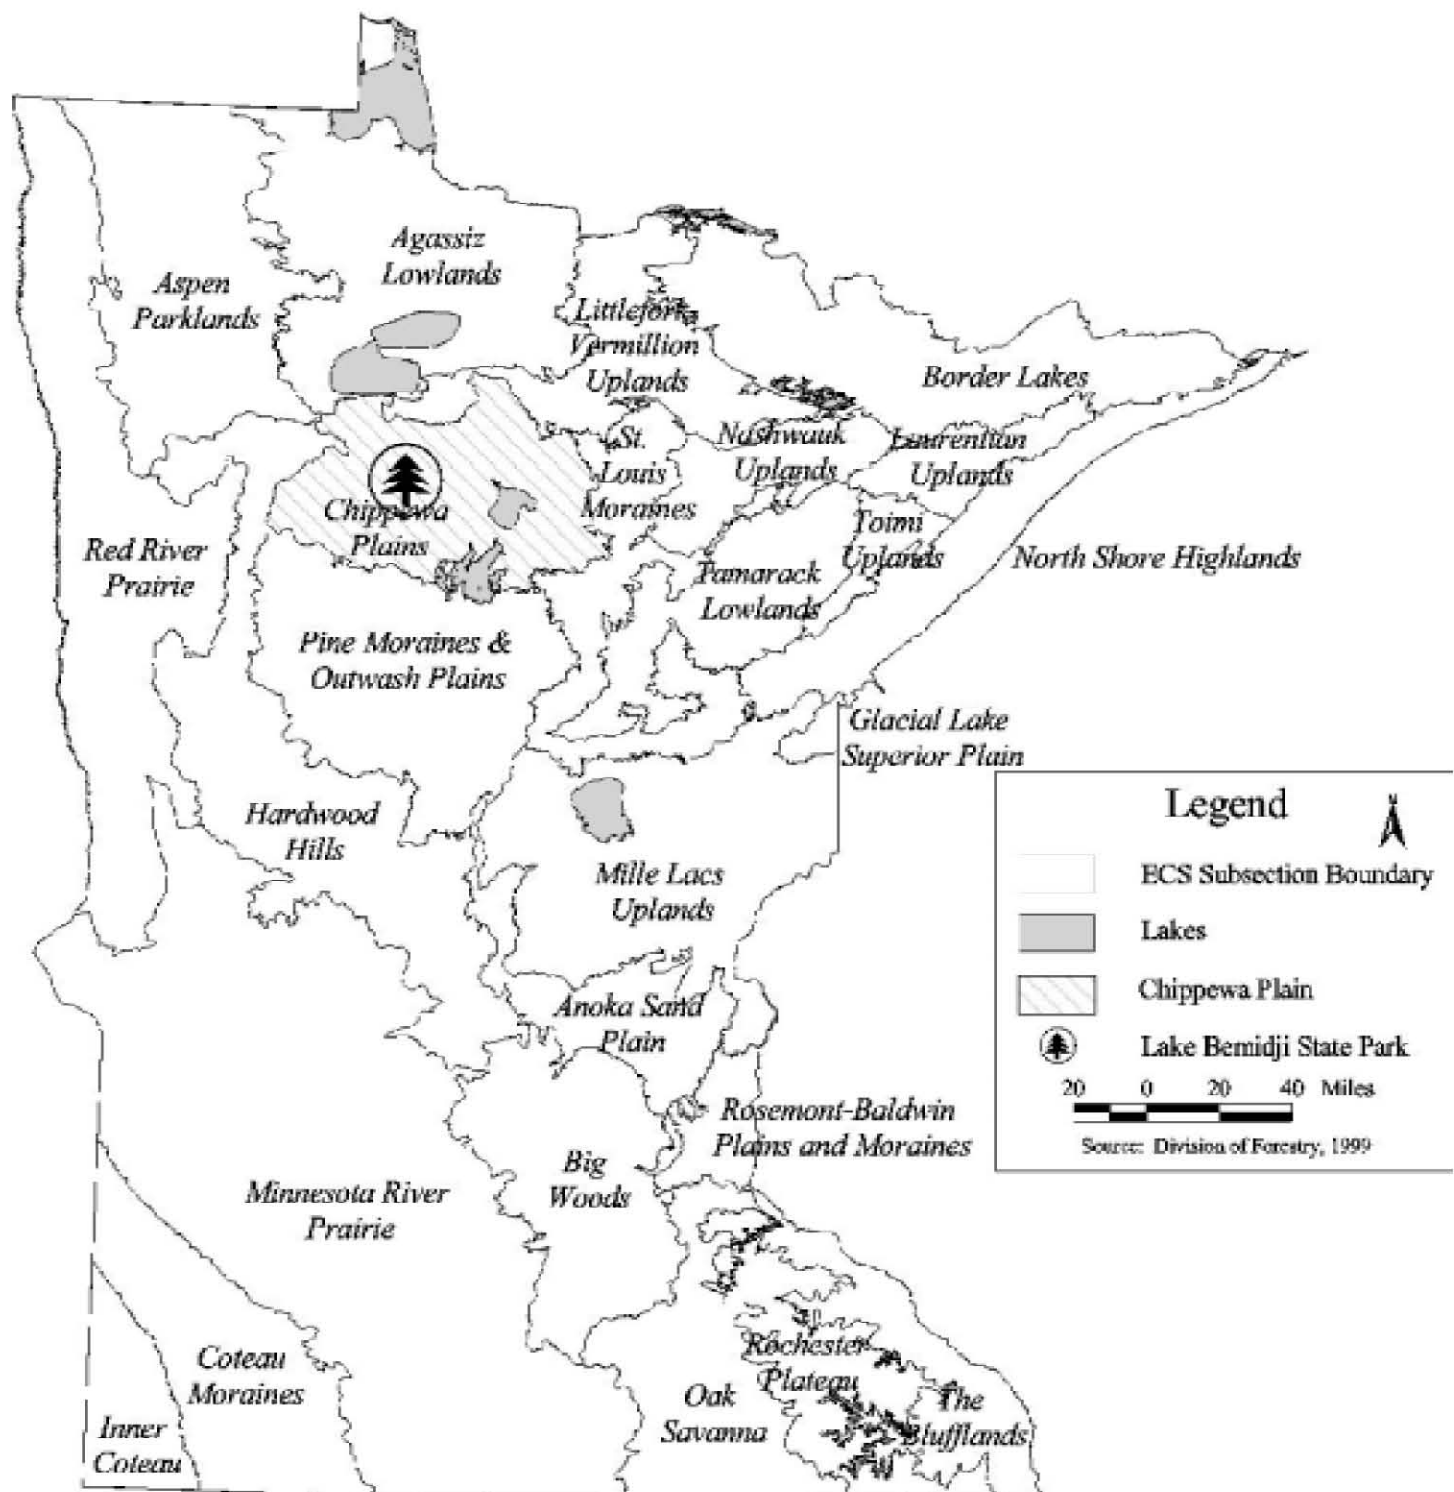 Agassiz
Lowlands
Aspen
Parklands
Littlefork
Vermillion
Uplands
Border Lakes
St.
Louis
Moraines
Nashwauk
Uplands
Laurentian
Uplands
Chippewa
Plains
Toimi
Uplands
Red River
Prairie
North Shore Highlands
Tamarack
Lowlands
Pine Moraines &
Outwash Plains
Glacial Lake
Superior Plain
Hardwood
Hills
Mille Lacs
Uplands
Anoka Sand
Plain
Rosemont-Baldwin
Plains and Moraines
Big
Woods
Minnesota River
Prairie
Coteau
Moraines
Inner
Coteau
Rochester
Plateau
Oak
Savanna
The
Blufflands
Legend
N
ECS Subsection Boundary
Lakes
Chippewa Plain
Lake Bemidji State Park
20 0 20 40 Miles
Source: Division of Forestry, 1999